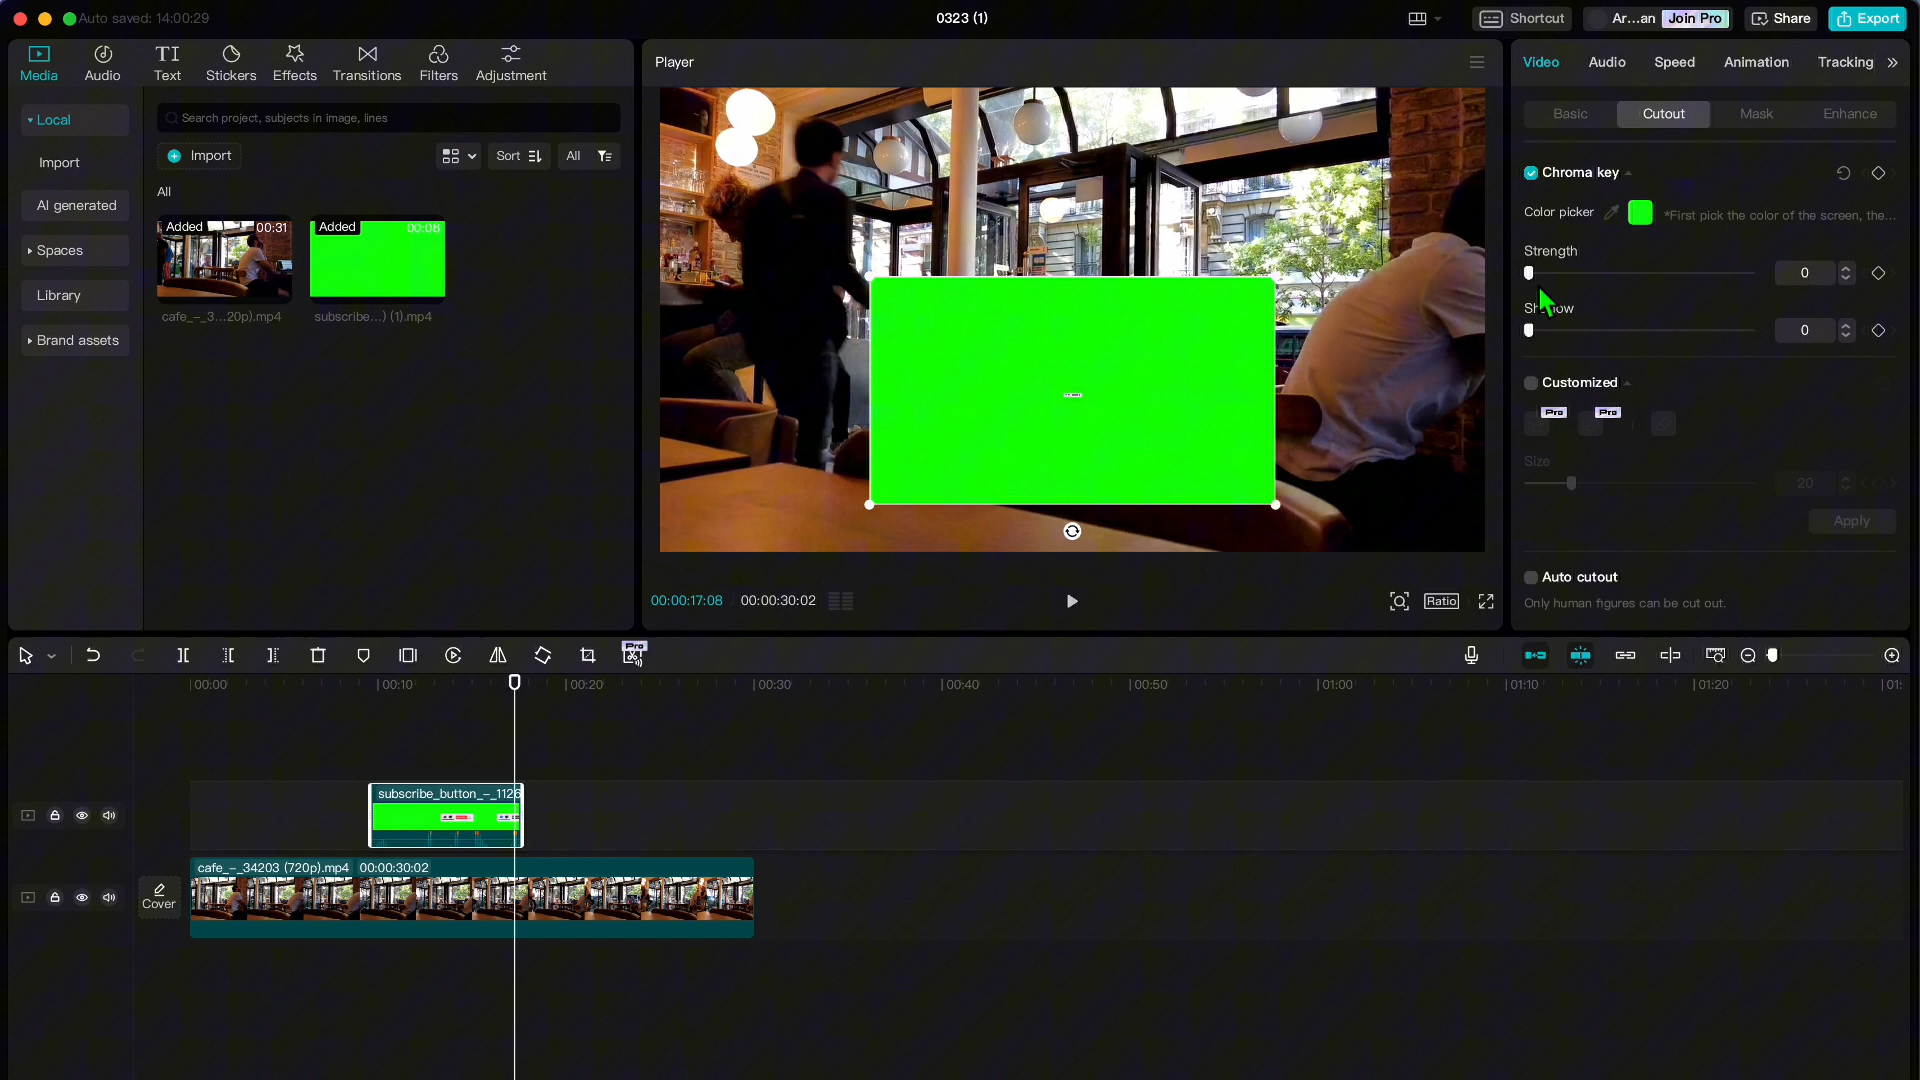 Auto saved: 14:00:29
0323 (1)
Shortcut
Ar...an
Join Pro
Share
Export
Media
Audio
Text
Stickers
Effects
Transitions
Filters
Adjustment
Local
Import
AI generated
Spaces
Library
Brand assets
Search project, subjects in image, lines
Import
Sort
All
All
Added
00:31
cafe_-_3...20p).mp4
Added
00:08
subscribe...) (1).mp4
Player
00:00:17:08
00:00:30:02
Ratio
Video
Audio
Speed
Animation
Tracking
Basic
Cutout
Mask
Enhance
Chroma key
Color picker
*First pick the color of the screen, the...
Strength
0
0
Customized
Pro
Pro
Size
20
Apply
Auto cutout
Only human figures can be cut out.
Pro
00:00
00:10
00:20
00:30
00:40
00:50
01:00
01:10
01:20
01:
subscribe_button_-_1126
cafe_-_34203 (720p).mp4 00:00:30:02
Cover